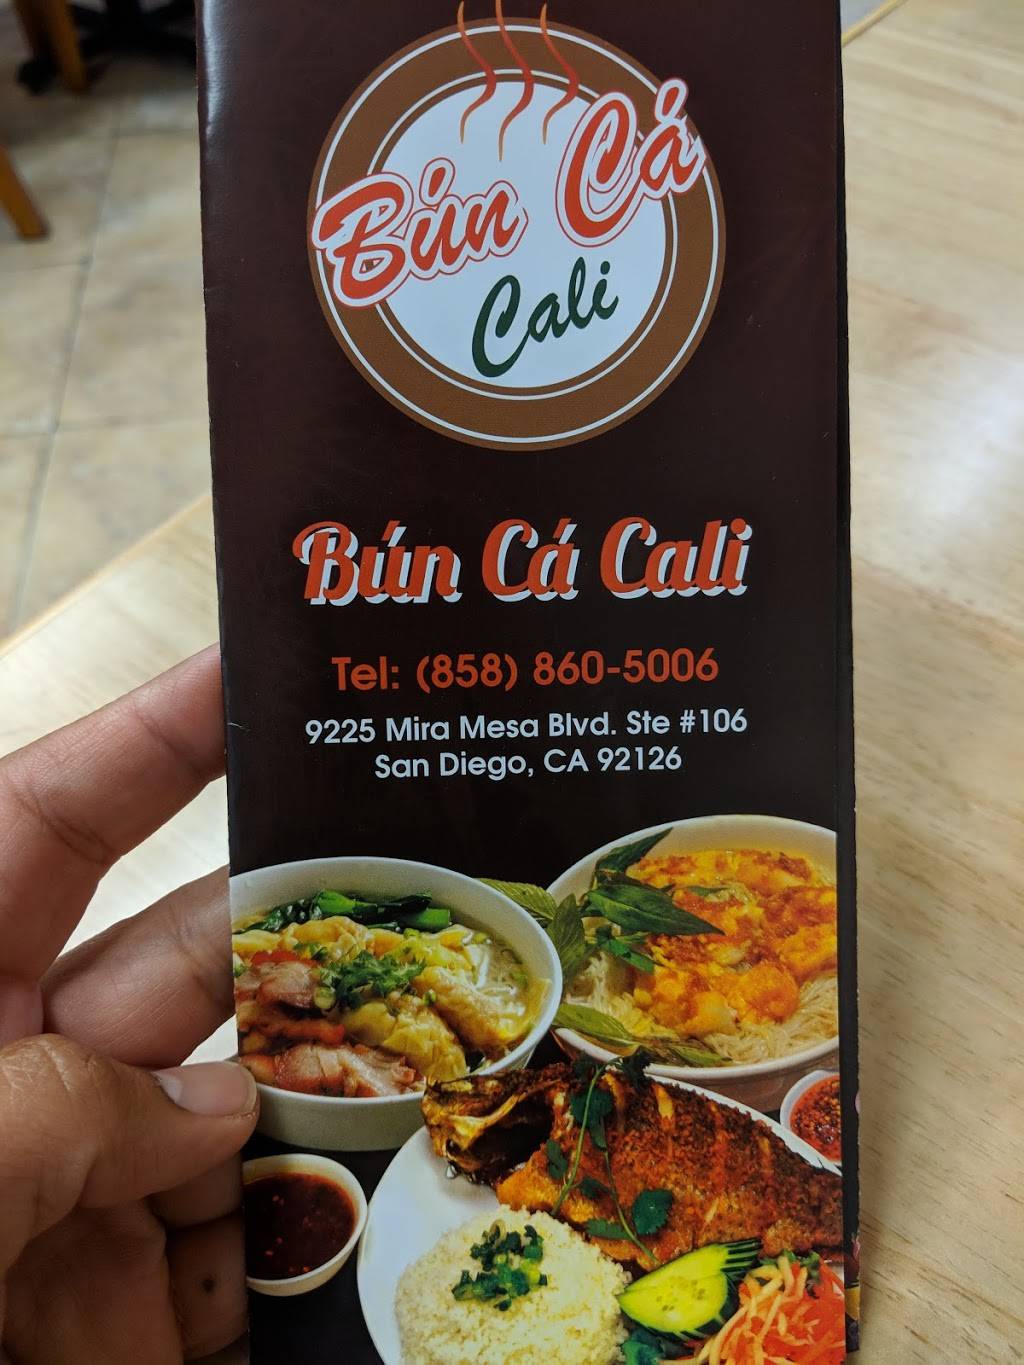 Bún Cá
Cali
Bún Cá Cali
Tel: (858) 860-5006
9225 Mira Mesa Blvd. Ste #106
San Diego, CA 92126